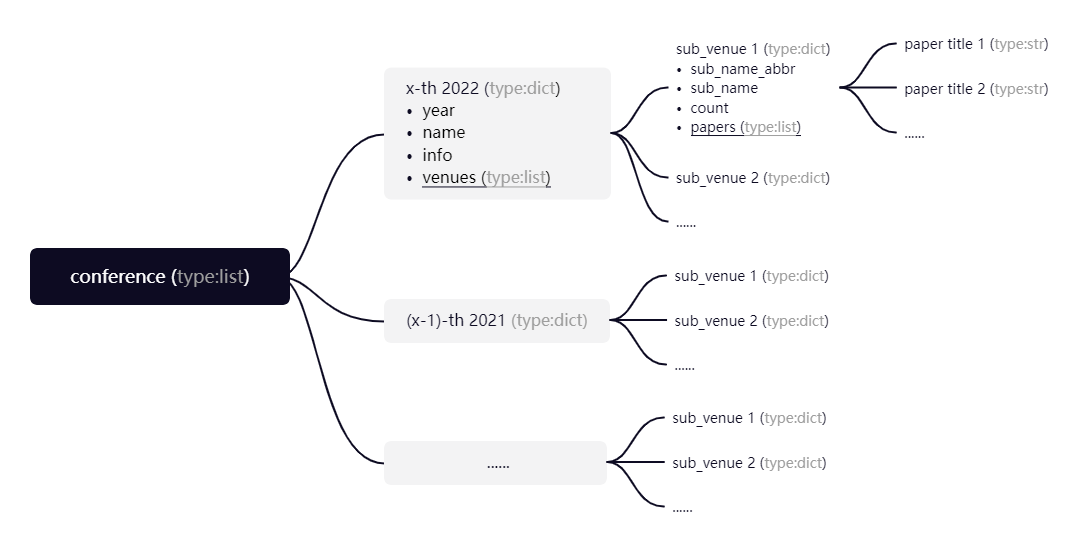 conference (type:list)
x-th 2022 (type:dict)
• year
• name
• info
• venues (type:list)
sub_venue 1 (type:dict)
• sub_name_abbr
• sub_name
• count
• papers (type:list)
paper title 1 (type:str)
paper title 2 (type:str)
......
sub_venue 2 (type:dict)
......
(x-1)-th 2021 (type:dict)
sub_venue 1 (type:dict)
sub_venue 2 (type:dict)
......
......
sub_venue 1 (type:dict)
sub_venue 2 (type:dict)
......